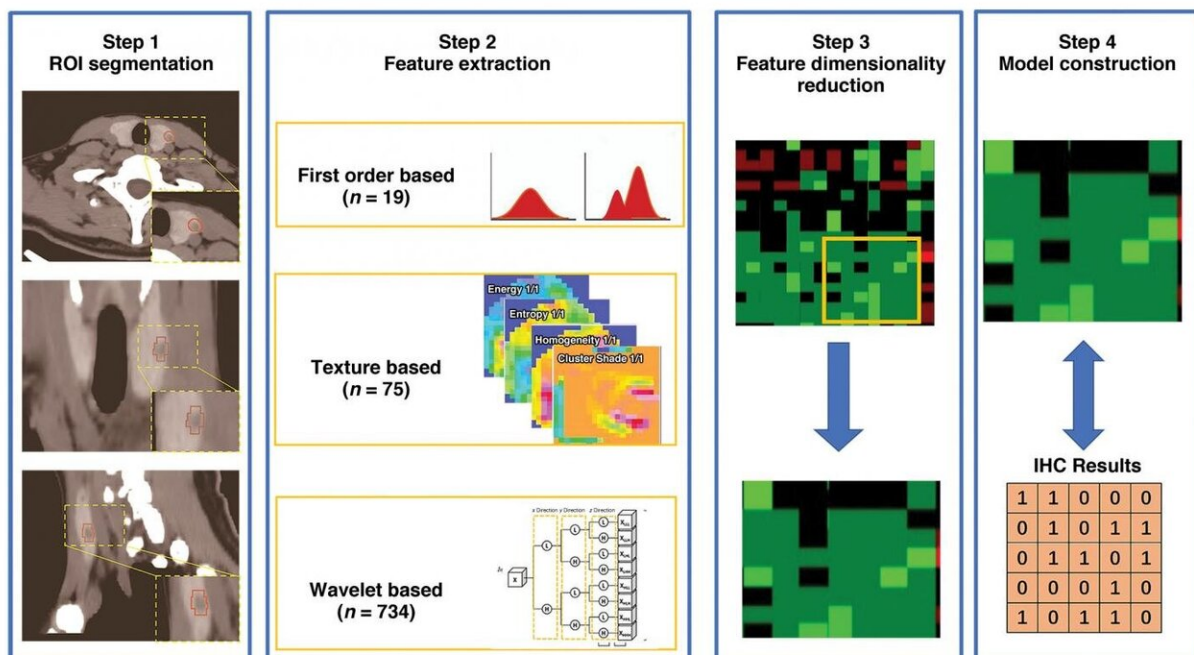 Step 1
ROI segmentation
Step 2
Feature extraction
First order based
(n = 19)
Texture based
(n = 75)
Energy 1/1
Entropy 1/1
Homogeneity 1/1
Cluster Shade 1/1
Wavelet based
(n = 734)
x Direction y Direction z Direction
X
L
H
L
H
L
H
L
H
L
H
L
H
L
H
Step 3
Feature dimensionality
reduction
Step 4
Model construction
IHC Results
1 1 0 0 0
0 1 0 1 1
0 1 1 0 1
0 0 0 1 0
1 0 1 1 0